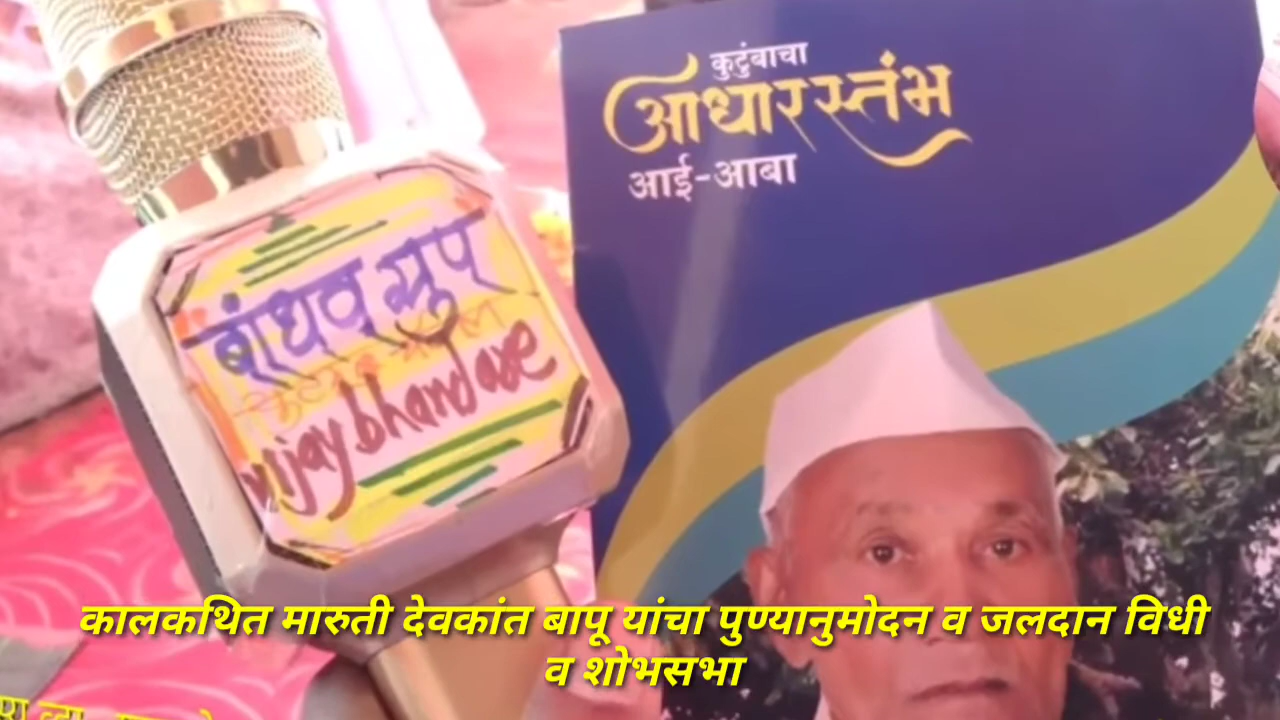 कुटुंबाचा
आधारस्तंभ
आई-आबा
बांधव ग्रुप
vijay bhandare
कालकथित मारुती देवकांत बापू यांचा पुण्यानुमोदन व जलदान विधी
व शोभसभा